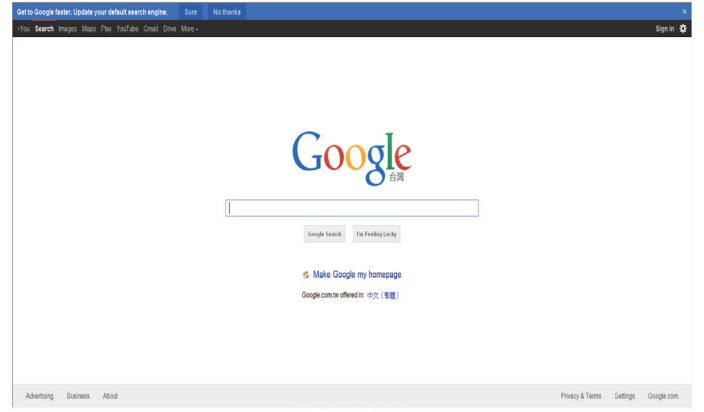 Get to Google faster. Update your default search engine. Sure No thanks ×
+You Search Images Maps Play YouTube Gmail Drive More Sign in
Google
台灣
Google Search I'm Feeling Lucky
Make Google my homepage
Google.com.tw offered in: 中文（繁體）
Advertising Business About Privacy & Terms Settings Google.com